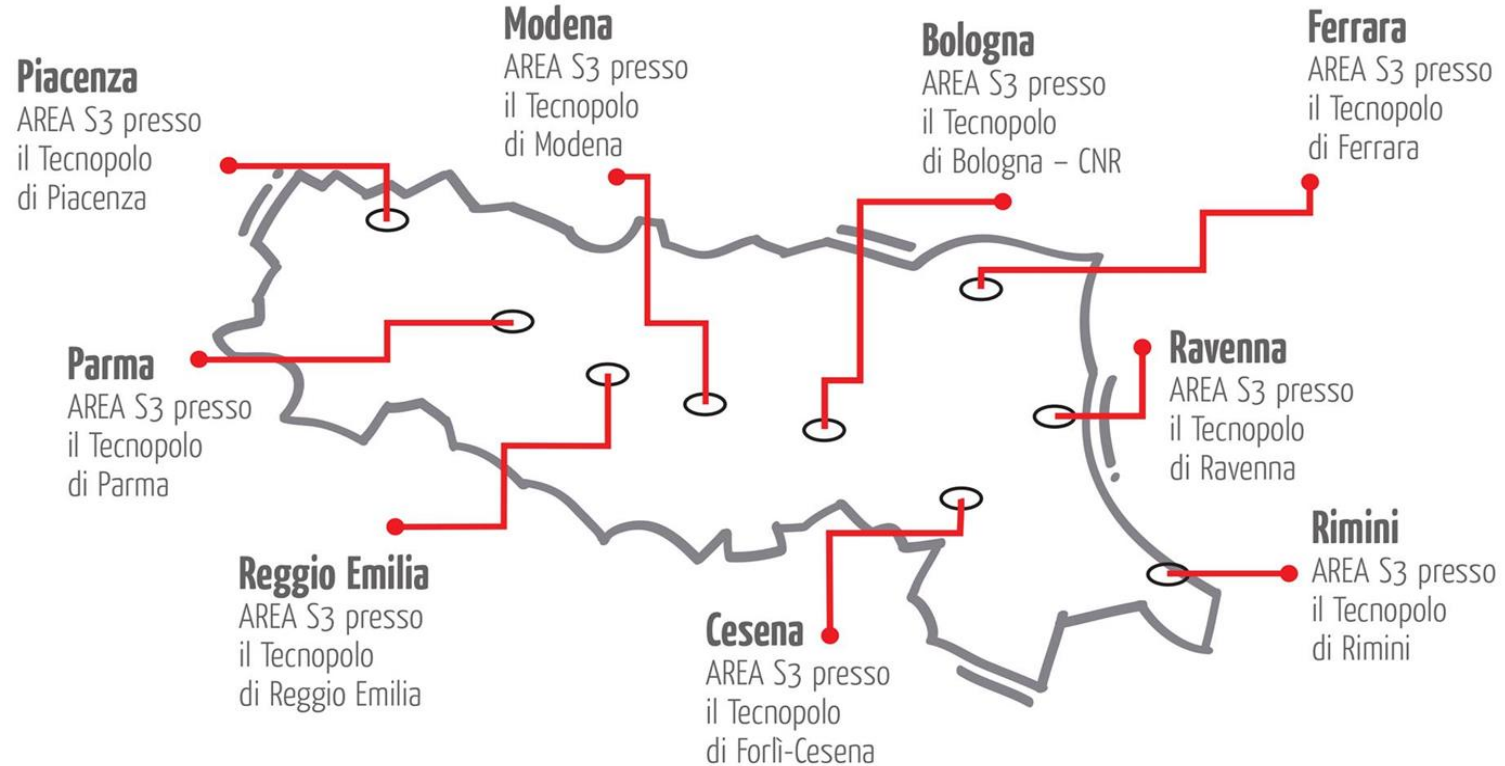 Piacenza
AREA S3 presso
il Tecnopolo
di Piacenza
Modena
AREA S3 presso
il Tecnopolo
di Modena
Bologna
AREA S3 presso
il Tecnopolo
di Bologna – CNR
Ferrara
AREA S3 presso
il Tecnopolo
di Ferrara
Parma
AREA S3 presso
il Tecnopolo
di Parma
Ravenna
AREA S3 presso
il Tecnopolo
di Ravenna
Reggio Emilia
AREA S3 presso
il Tecnopolo
di Reggio Emilia
Cesena
AREA S3 presso
il Tecnopolo
di Forlì-Cesena
Rimini
AREA S3 presso
il Tecnopolo
di Rimini